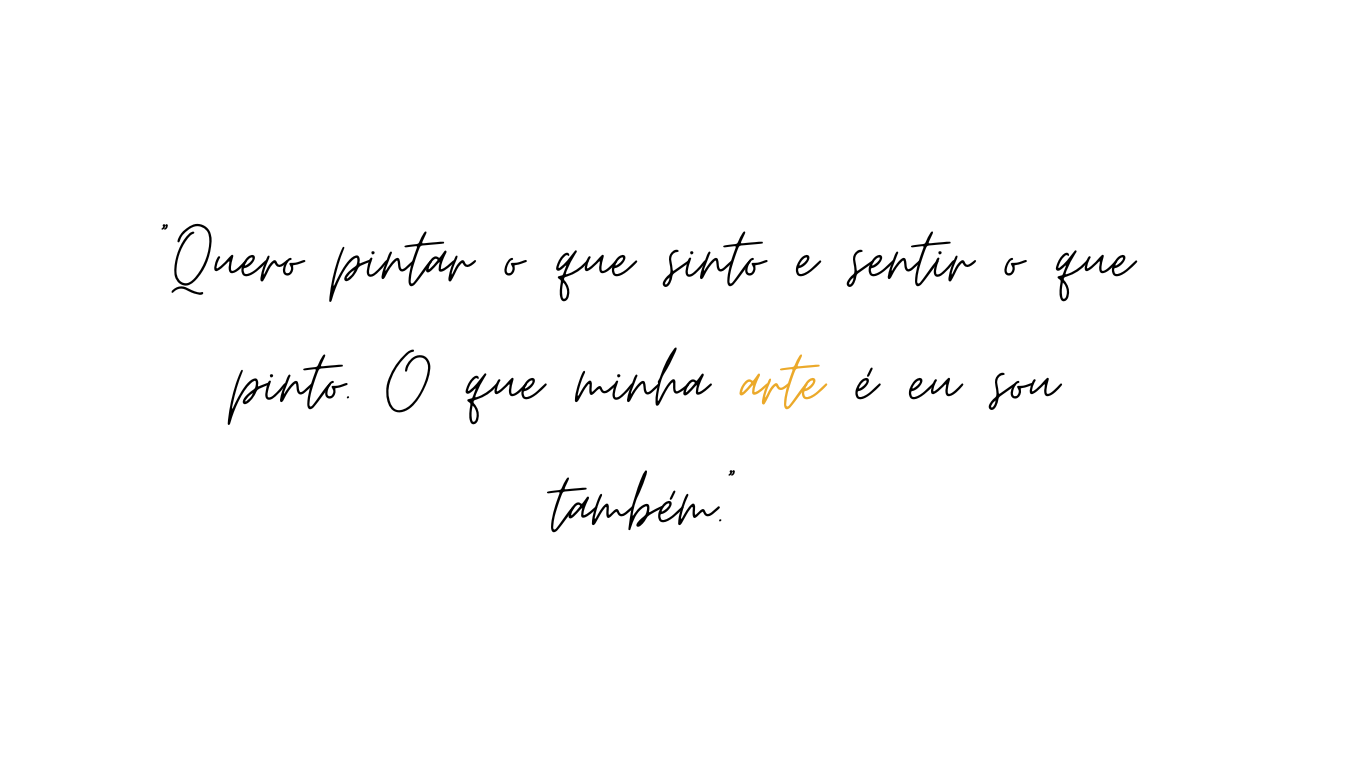 "Quero pintar o que sinto e sentir o que
pinto. O que minha arte é eu sou
também."